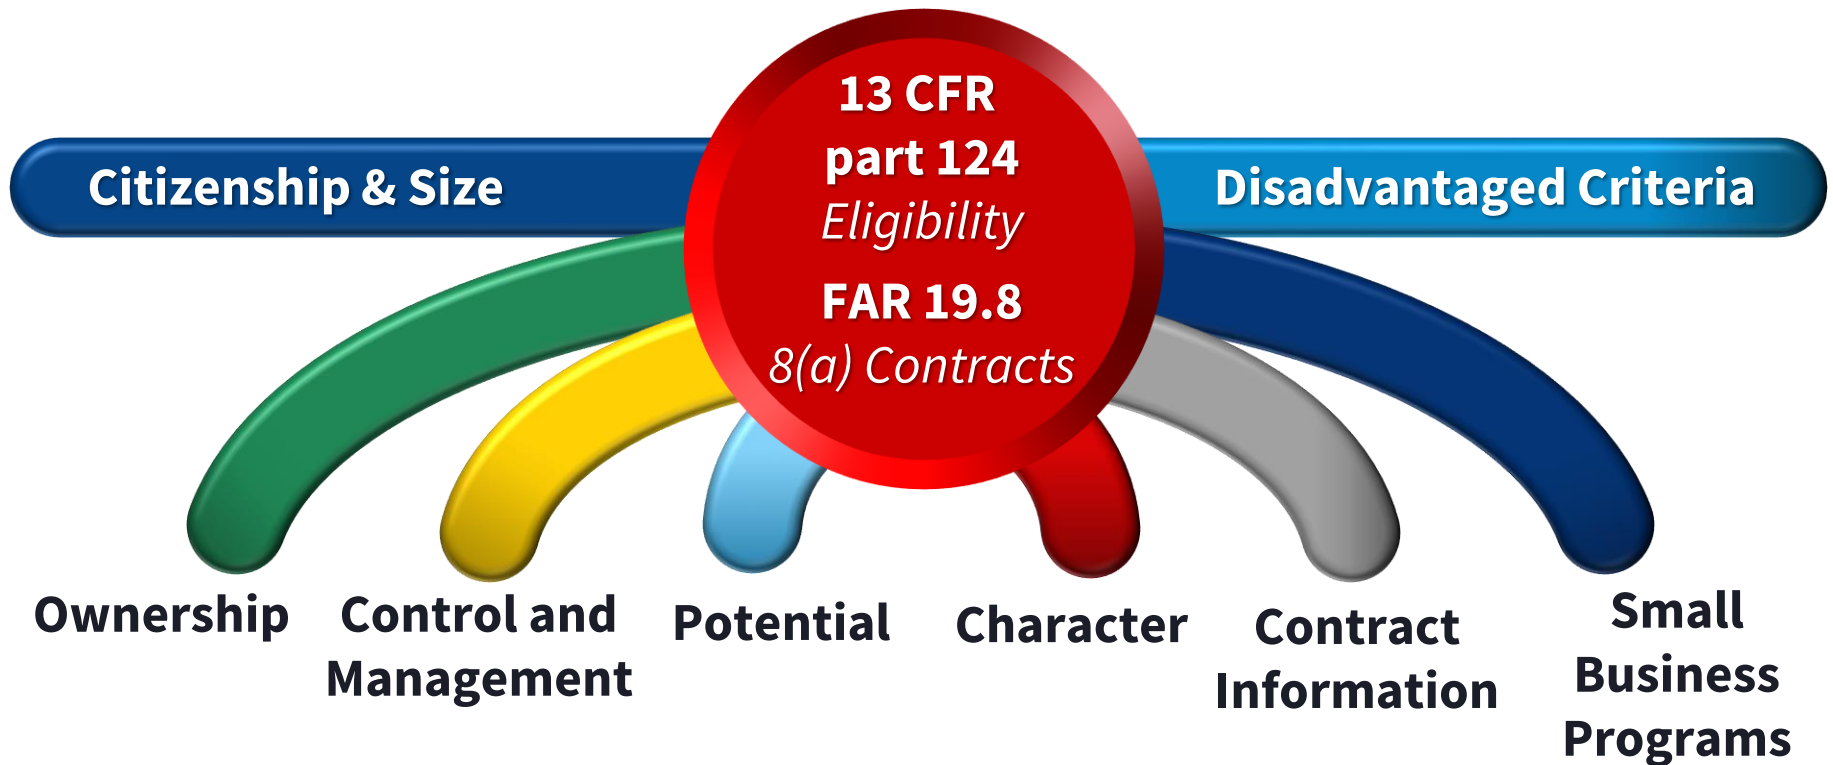 13 CFR
part 124
Eligibility
FAR 19.8
8(a) Contracts
Citizenship & Size
Disadvantaged Criteria
Ownership
Control and
Management
Potential
Character
Contract
Information
Small
Business
Programs